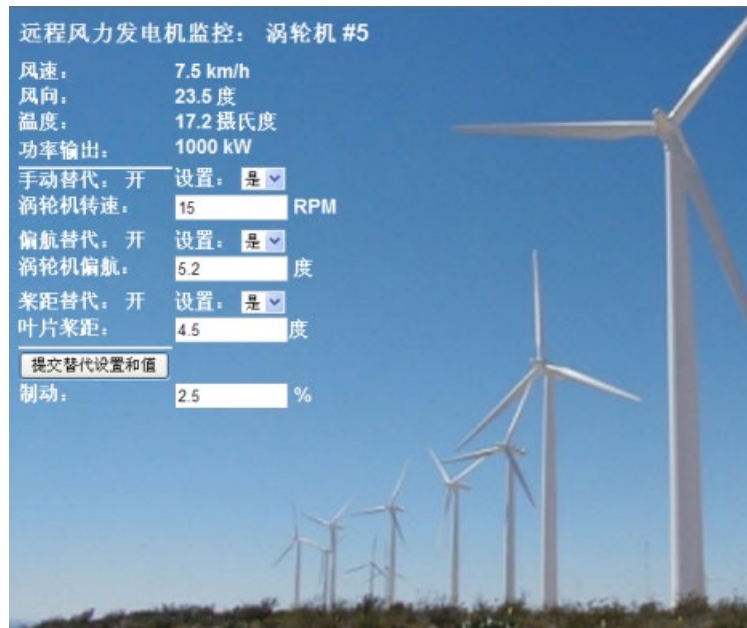 远程风力发电机监控： 涡轮机 #5
风速： 7.5 km/h
风向： 23.5 度
温度： 17.2 摄氏度
功率输出： 1000 kW
手动替代： 开 设置： 是
涡轮机转速： 15 RPM
偏航替代： 开 设置： 是
涡轮机偏航： 5.2 度
桨距替代： 开 设置： 是
叶片桨距： 4.5 度
提交替代设置和值
制动： 2.5 %